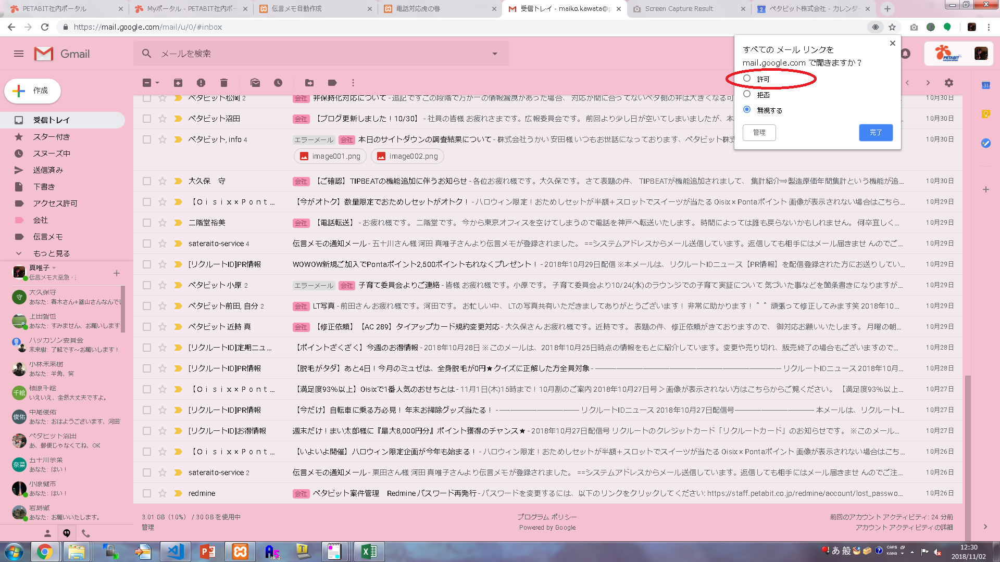 PETABIT社内ポータル
Myポータル - PETABIT社内ポー
伝言メモ自動作成
電話対応虎の巻
受信トレイ - maiko.kawata@p
Screen Capture Result
ペタビット株式会社 - カレンダー
https://mail.google.com/mail/u/0/#inbox
Gmail
メールを検索
PETABIT
corporation
すべての メール リンクを
mail.google.com で開きますか？
許可
拒否
無視する
管理
完了
作成
受信トレイ
スター付き
スヌーズ中
送信済み
下書き
アクセス許可
会社
伝言メモ
もっと見る
真唯子
伝言メモ大至急・
大久保守
あなた: 春木さん+譲山さんなんでし
上田智也
あなた: すみません、お願いします
ハッカソン委員会
未来樹: 了解です～お願いします！
小林未来樹
あなた: 半角、笑
千絵
いえいえ、全然大丈夫ですよ。
俊佑
中尾俊佑
あなた: おはようございます、河田
ペタビット沼田
あ、郵便じゃなくてね、OK
奈菜
五十川奈菜
あなた: はい！
小原健市
あなた: はい！
岩島徹
あなた: お願いいたします。
ペタビット松岡 2 会社 非保持化対応について - 追記ですこの段階で万が一の情報漏洩があった場合、 対応が間に合ってないペタ側の非は大きくなる可 10月30日
ペタビット沼田 会社 【ブログ更新しました！10/30】 - 社員の皆様 お疲れさまです。広報委員会です。 前回より少し日が空いてしまいましたが、本 10月30日
ペタビット, info 4 エラーメール 会社 本日のサイトダウンの調査結果について - 株式会社うかい 安田様 いつもお世話になっております、ペタビット株式 10月30日
image001.png image002.png
大久保　守 会社 【ご確認】TIPBEATの機能追加に伴うお知らせ - 各位お疲れ様です。大久保です。 さて表題の件、 TIPBEATが機能追加されまして、 集計紹介⇒製造原価年間集計という機能が追... 10月30日
【Ｏｉｓｉｘ×Ｐｏｎｔ... 【今がオトク】数量限定でおためしセットがオトク！ - ハロウィン限定！おためしセットが半額＋スロットでスイーツが当たる Oisix × Pontaポイント 画像が表示されない場合はこちら... 10月29日
二階堂裕美 会社 【電話転送】 - お疲れ様です。 二階堂です。 今から東京オフィスを空けてしまうので電話を神戸へ転送いたします。 時間によっては誰も戻らないかもしれません。 何卒宜しく... 10月29日
sateraito-service 4 伝言メモの通知メール - 五十川さん様 河田 真唯子さんより伝言メモが登録されました。 ==システムアドレスからメール送信しています。返信しても相手にはメール届きませ んのでご... 10月29日
[リクルートID]PR情報 WOWOW新規ご加入でPontaポイント2,500ポイントもれなくプレゼント！ - 2018年10月29日配信 ※本メールは、リクルートIDニュース【PR情報】を配信登録された方にお送りしてい... 10月29日
ペタビット 小原 2 エラーメール 会社 子育て委員会よりご連絡 - 皆様 お疲れ様です。小原です。 子育て委員会より10/24(水)のラウンジでの子育て実証について 気づいた事などを箇条書きになりますが... 10月29日
ペタビット前田, 自分 2 会社 LT写真 - 前田さん お疲れ様です。河田です。 お忙しい中、 LTの写真共有いただきましてありがとうございます！ 非常に助かります！＾＾ 頑張って修正してみます笑 2018年10... 10月29日
ペタビット 近持 真 会社 【修正依頼】【AC 289】タイアップカード規約変更対応 - 大久保さん お疲れ様です。近持です。 表題の件、修正依頼がきておりますので、 御対応お願いいたします。 月曜の朝... 10月29日
[リクルートID]定期ニュ... 【ポイントざくざく】今週のお得情報 - 2018年10月28日 ※ このメールは、2018年10月25日時点の情報をもとに紹介しています。変更や売り切れ、販売終了の場合もございますので... 10月28日
[リクルートID]PR情報 【脱毛がタダ】あと4日！今月のミュゼは、全身脱毛が0円★クイズに正解した方全員対象 - ―――――――――――――――――――― リクルートIDニュース 2018年10月... 10月28日
【Ｏｉｓｉｘ×Ｐｏｎｔ... 【満足度93%以上】Oisixで1番人気のおせちとは - 11月1日(木)15時まで！10月割のご案内 2018年10月27日号 ＞画像が表示されない方はこちらからご覧ください。 【満足度93%以上... 10月27日
[リクルートID]PR情報 【今だけ】自転車に乗る方必見！ 年末お掃除グッズ当たる！ - ――――――――― リクルートIDニュース 2018年10月27日配信号――――――――― 本メールは、リクルートI... 10月27日
[リクルートID]お得情報 週末だけ！まい太郎様に『最大8,000円分』ポイント獲得のチャンス★ - 2018年10月27日配信号 リクルートのクレジットカード「リクルートカード」のお知らせです。 ※このメール... 10月27日
【Ｏｉｓｉｘ×Ｐｏｎｔ... 【いよいよ開催】ハロウィン限定企画が今年も始まる！ - ハロウィン限定！おためしセットが半額＋スロットでスイーツが当たる Oisix × Pontaポイント 画像が表示されない場合はこち... 10月26日
sateraito-service 2 伝言メモの通知メール - 栗田さん様 河田 真唯子さんより伝言メモが登録されました。 ==システムアドレスからメール送信しています。返信しても相手にはメール届きませ んのでご注... 10月26日
redmine 会社 ペタビット案件管理　Redmine パスワード再発行 - パスワードを変更するには、以下のリンクをクリックしてください: https://staff.petabit.co.jp/redmine/account/lost_passwo... 10月26日
3.01 GB（10%） / 30 GB を使用中
管理
プログラム ポリシー
Powered by Google
前回のアカウント アクティビティ: 24 分前
アカウント アクティビティの詳細
あ 般
CAPS
KANA
12:30
2018/11/02